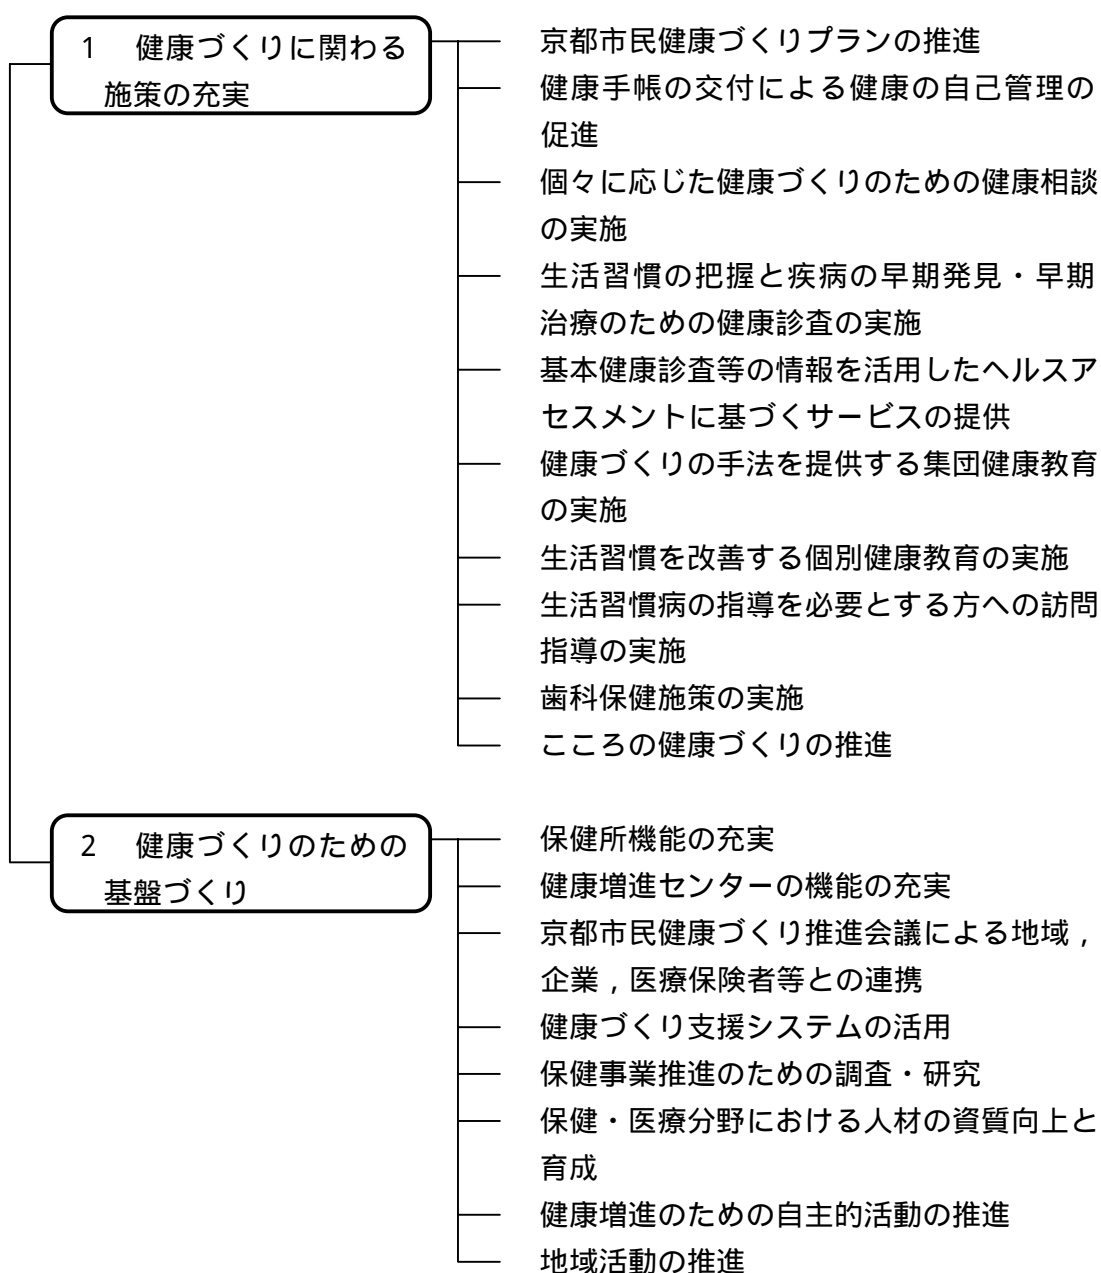 1　健康づくりに関わる
施策の充実
京都市民健康づくりプランの推進
健康手帳の交付による健康の自己管理の
促進
個々に応じた健康づくりのための健康相談
の実施
生活習慣の把握と疾病の早期発見・早期
治療のための健康診査の実施
基本健康診査等の情報を活用したヘルスア
セスメントに基づくサービスの提供
健康づくりの手法を提供する集団健康教育
の実施
生活習慣を改善する個別健康教育の実施
生活習慣病の指導を必要とする方への訪問
指導の実施
歯科保健施策の実施
こころの健康づくりの推進
2　健康づくりのための
基盤づくり
保健所機能の充実
健康増進センターの機能の充実
京都市民健康づくり推進会議による地域，
企業，医療保険者等との連携
健康づくり支援システムの活用
保健事業推進のための調査・研究
保健・医療分野における人材の資質向上と
育成
健康増進のための自主的活動の推進
地域活動の推進